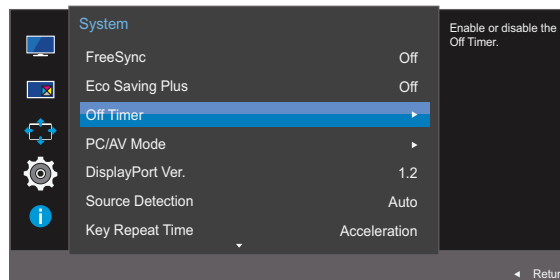 System
FreeSync Off
Eco Saving Plus Off
Off Timer
PC/AV Mode
DisplayPort Ver. 1.2
Source Detection Auto
Key Repeat Time Acceleration
Enable or disable the
Off Timer.
Retur